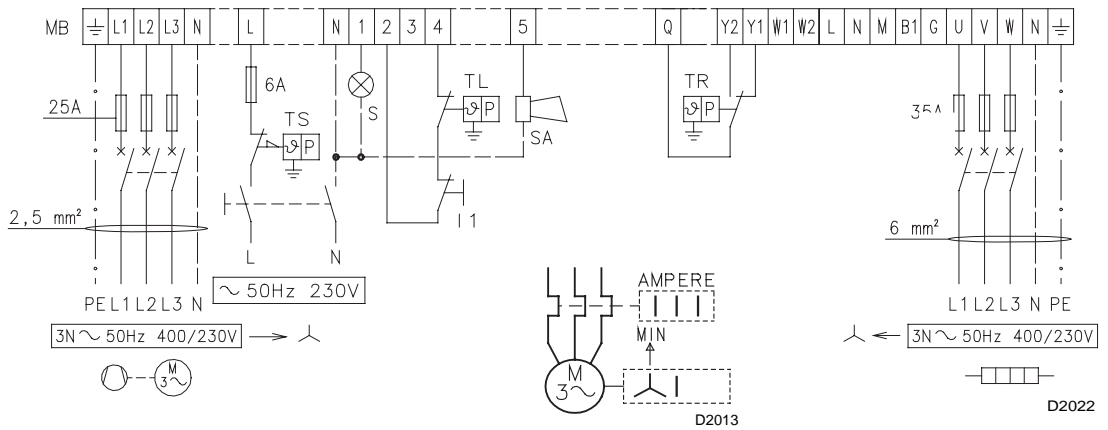 MB L1 L2 L3 N L N 1 2 3 4 5 Q Y2 Y1 W1 W2 L N M B1 G U V W N
6A
TL
TR
25A
S
ϑ P
ϑ P
TS
SA
ϑ P
2,5 mm²
I1
6 mm²
L N
~ 50Hz 230V
PE L1 L2 L3 N
AMPERE
L1 L2 L3 N PE
3N ~ 50Hz 400/230V
MIN
3N ~ 50Hz 400/230V
M
3~
M
3~
D2013
D2022